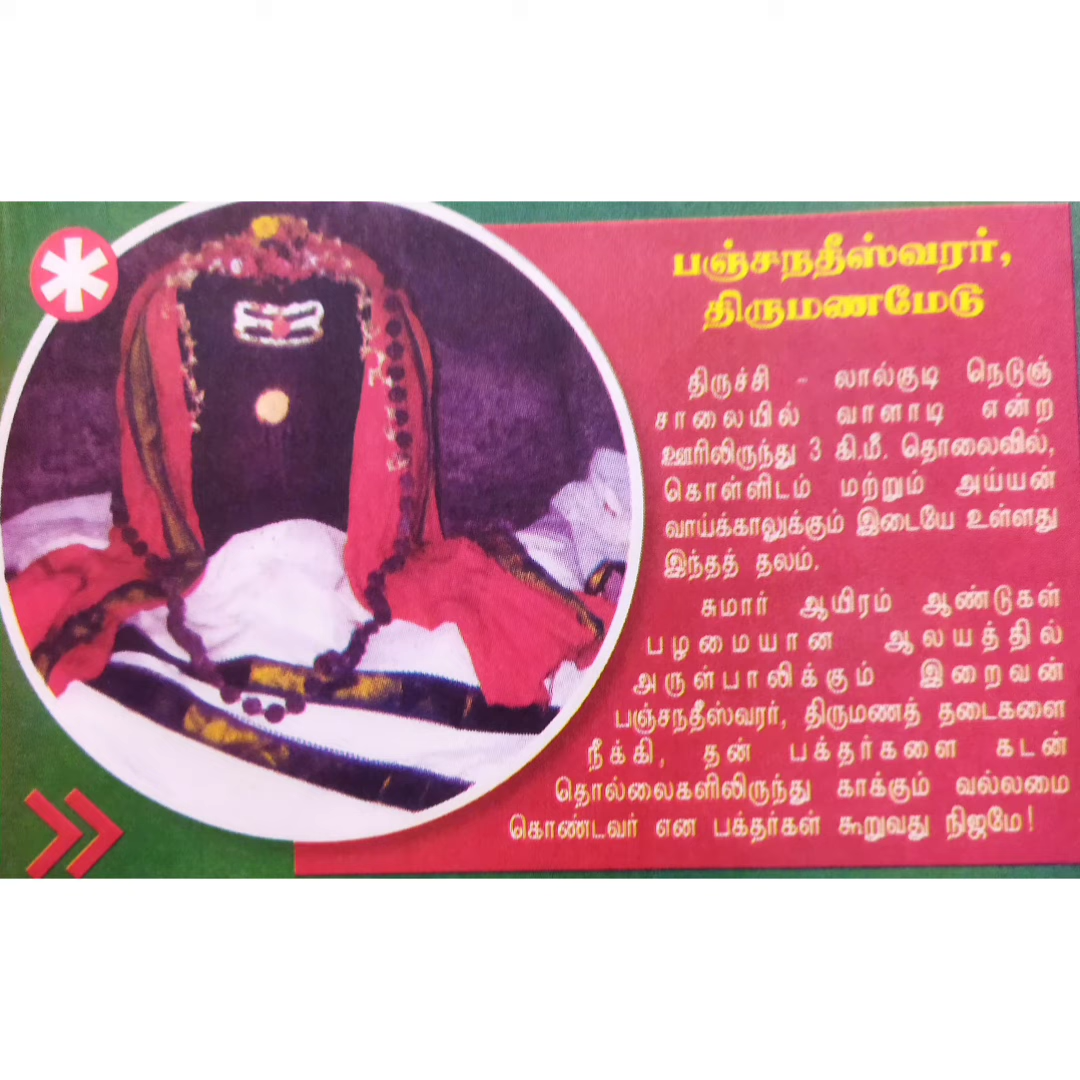 பஞ்சநதீஸ்வரர்,
திருமணமேடு
திருச்சி - லால்குடி நெடுஞ்
சாலையில் வாளாடி என்ற
ஊரிலிருந்து 3 கி.மீ. தொலைவில்,
கொள்ளிடம் மற்றும் அய்யன்
வாய்க்காலுக்கும் இடையே உள்ளது
இந்தத் தலம்.
சுமார் ஆயிரம் ஆண்டுகள்
பழமையான ஆலயத்தில்
அருள்பாலிக்கும் இறைவன்
பஞ்சநதீஸ்வரர், திருமணத் தடைகளை
நீக்கி, தன் பக்தர்களை கடன்
தொல்லைகளிலிருந்து காக்கும் வல்லமை
கொண்டவர் என பக்தர்கள் கூறுவது நிஜமே!